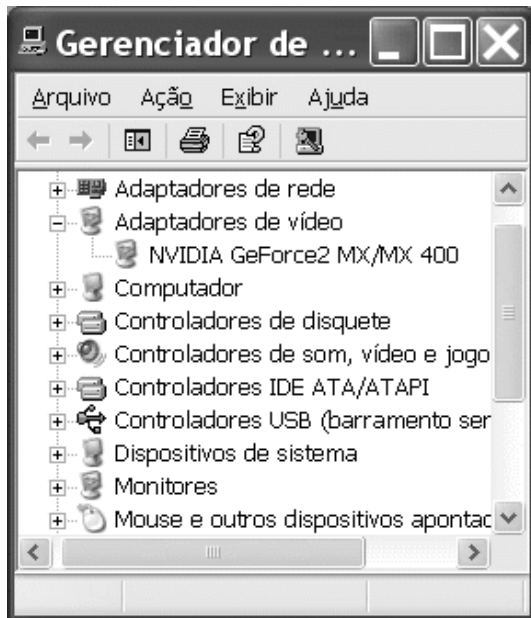 Gerenciador de ...
Arquivo Ação Exibir Ajuda
Adaptadores de rede
Adaptadores de vídeo
NVIDIA GeForce2 MX/MX 400
Computador
Controladores de disquete
Controladores de som, vídeo e jogo
Controladores IDE ATA/ATAPI
Controladores USB (barramento ser
Dispositivos de sistema
Monitores
Mouse e outros dispositivos apontac